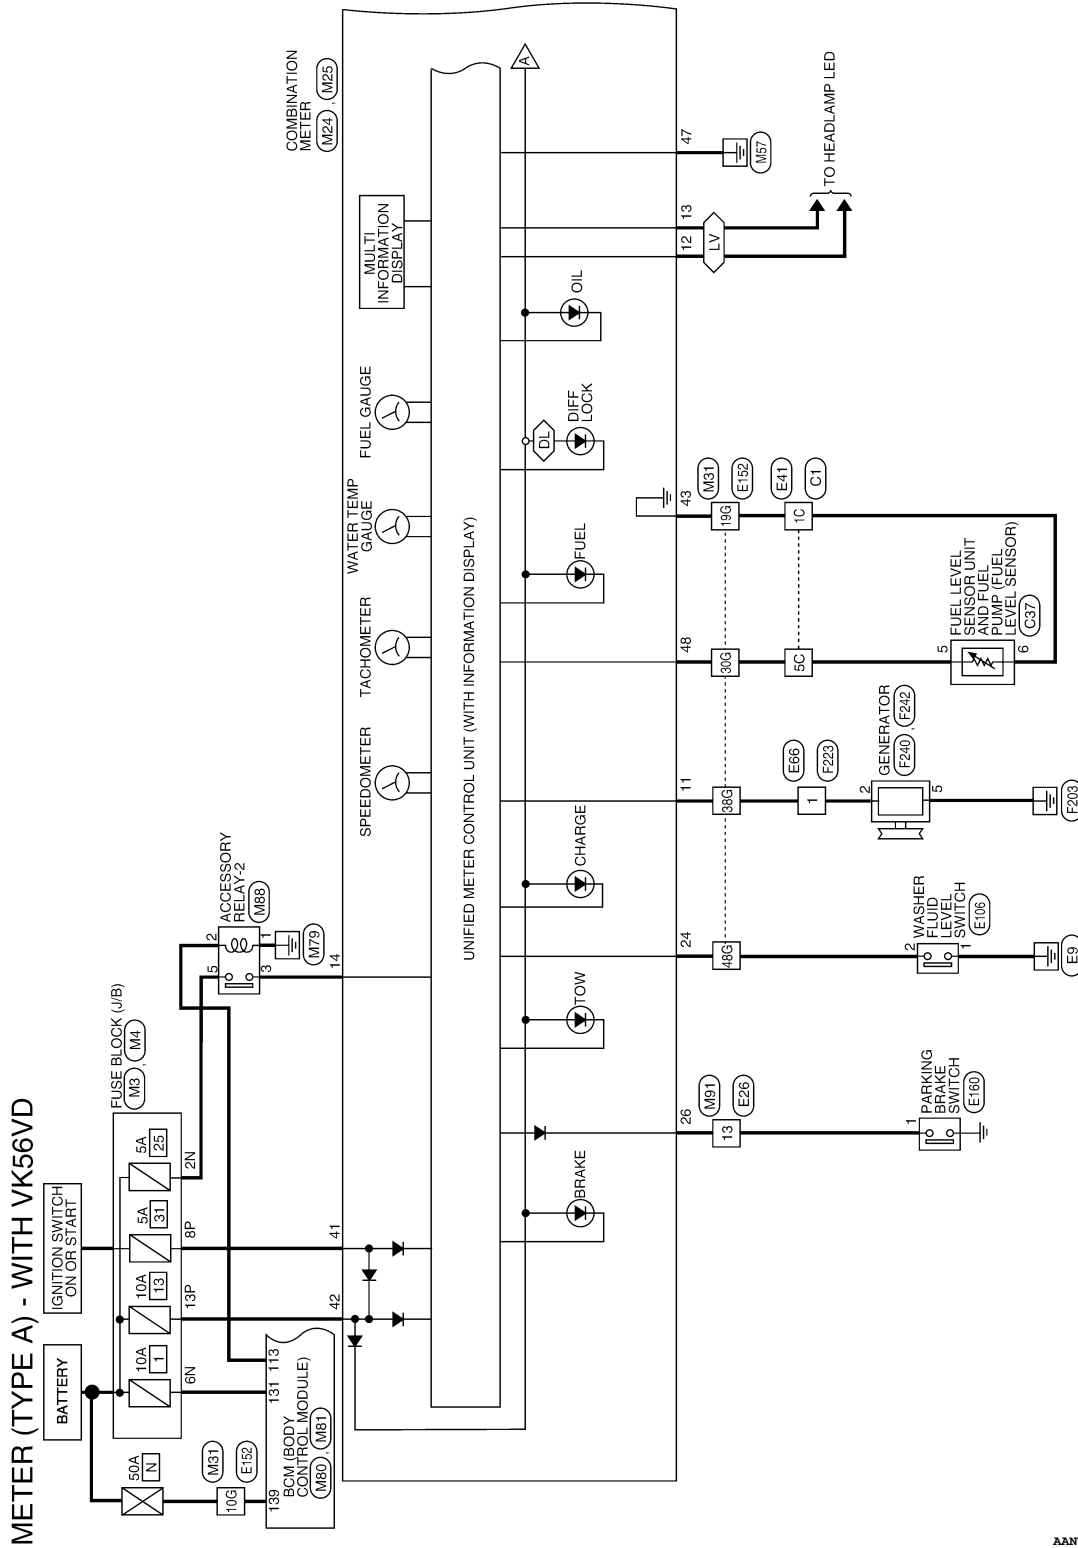 METER (TYPE A) - WITH VK56VD
BATTERY
IGNITION SWITCH
ON OR START
FUSE BLOCK (J/B)
M3 , M4
50A
N
10A
1
10A
13
5A
31
5A
25
6N
13P
8P
2N
M31
E152
10G
139
131
113
BCM (BODY
CONTROL MODULE)
M80 , M81
ACCESSORY
RELAY-2
M88
5
2
3
1
M79
42
41
14
COMBINATION
METER
M24 , M25
SPEEDOMETER
TACHOMETER
WATER TEMP
GAUGE
FUEL GAUGE
MULTI
INFORMATION
DISPLAY
UNIFIED METER CONTROL UNIT (WITH INFORMATION DISPLAY)
A
BRAKE
TOW
CHARGE
FUEL
DL
DIFF
LOCK
OIL
26
24
11
48
43
12
13
47
M91
E26
13
48G
38G
30G
19G
M31
E152
LV
M57
TO HEADLAMP LED
E66
F223
1
5C
1C
E41
C1
1
PARKING
BRAKE
SWITCH
E160
2
1
WASHER
FLUID
LEVEL
SWITCH
E106
E9
2
5
GENERATOR
F240 , F242
F203
5
6
FUEL LEVEL
SENSOR UNIT
AND FUEL
PUMP (FUEL
LEVEL SENSOR)
C37
AAN